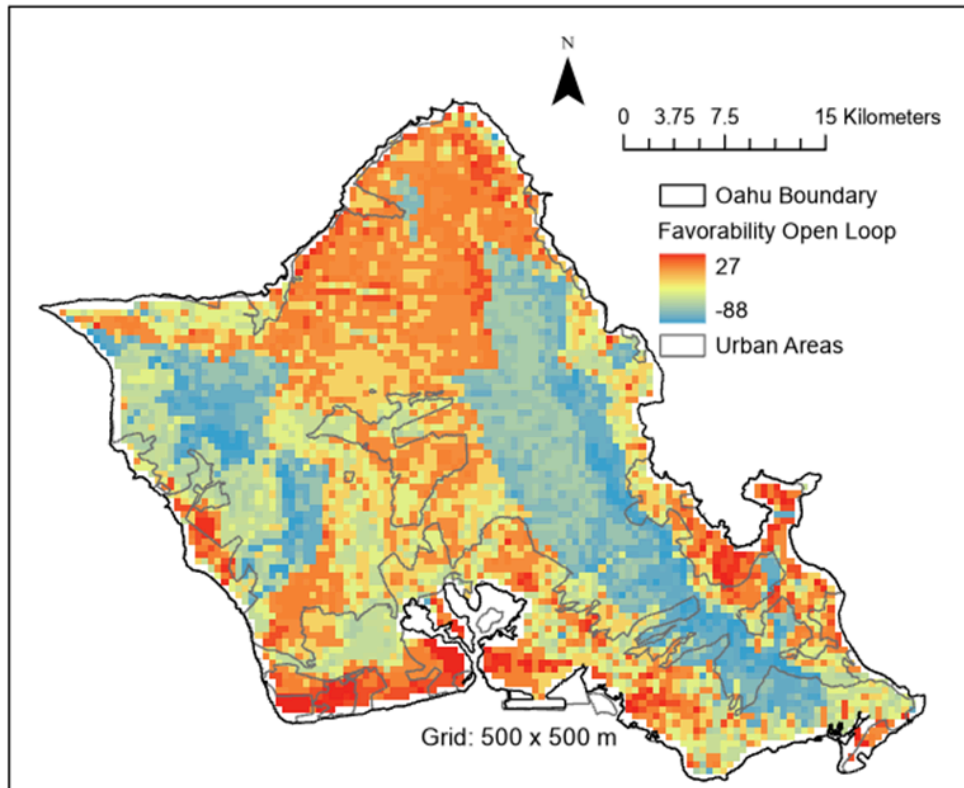 N
0 3.75 7.5 15 Kilometers
Oahu Boundary
Favorability Open Loop
27
-88
Urban Areas
Grid: 500 x 500 m